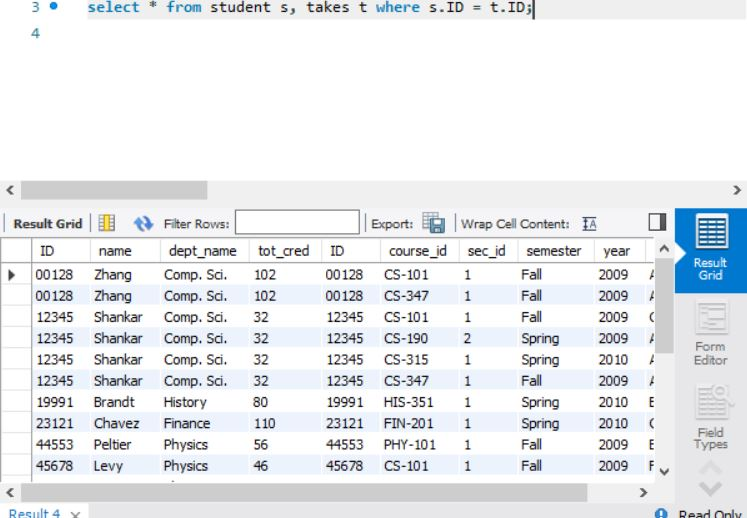 3 select * from student s, takes t where s.ID = t.ID;
4
Result Grid Filter Rows: Export: Wrap Cell Content:
ID name dept_name tot_cred ID course_id sec_id semester year
00128 Zhang Comp. Sci. 102 00128 CS-101 1 Fall 2009
00128 Zhang Comp. Sci. 102 00128 CS-347 1 Fall 2009
12345 Shankar Comp. Sci. 32 12345 CS-101 1 Fall 2009
12345 Shankar Comp. Sci. 32 12345 CS-190 2 Spring 2009
12345 Shankar Comp. Sci. 32 12345 CS-315 1 Spring 2010
12345 Shankar Comp. Sci. 32 12345 CS-347 1 Fall 2009
19991 Brandt History 80 19991 HIS-351 1 Spring 2010
23121 Chavez Finance 110 23121 FIN-201 1 Spring 2010
44553 Peltier Physics 56 44553 PHY-101 1 Fall 2009
45678 Levy Physics 46 45678 CS-101 1 Fall 2009
Result
Grid
Form
Editor
Field
Types
Result 4
Read Only